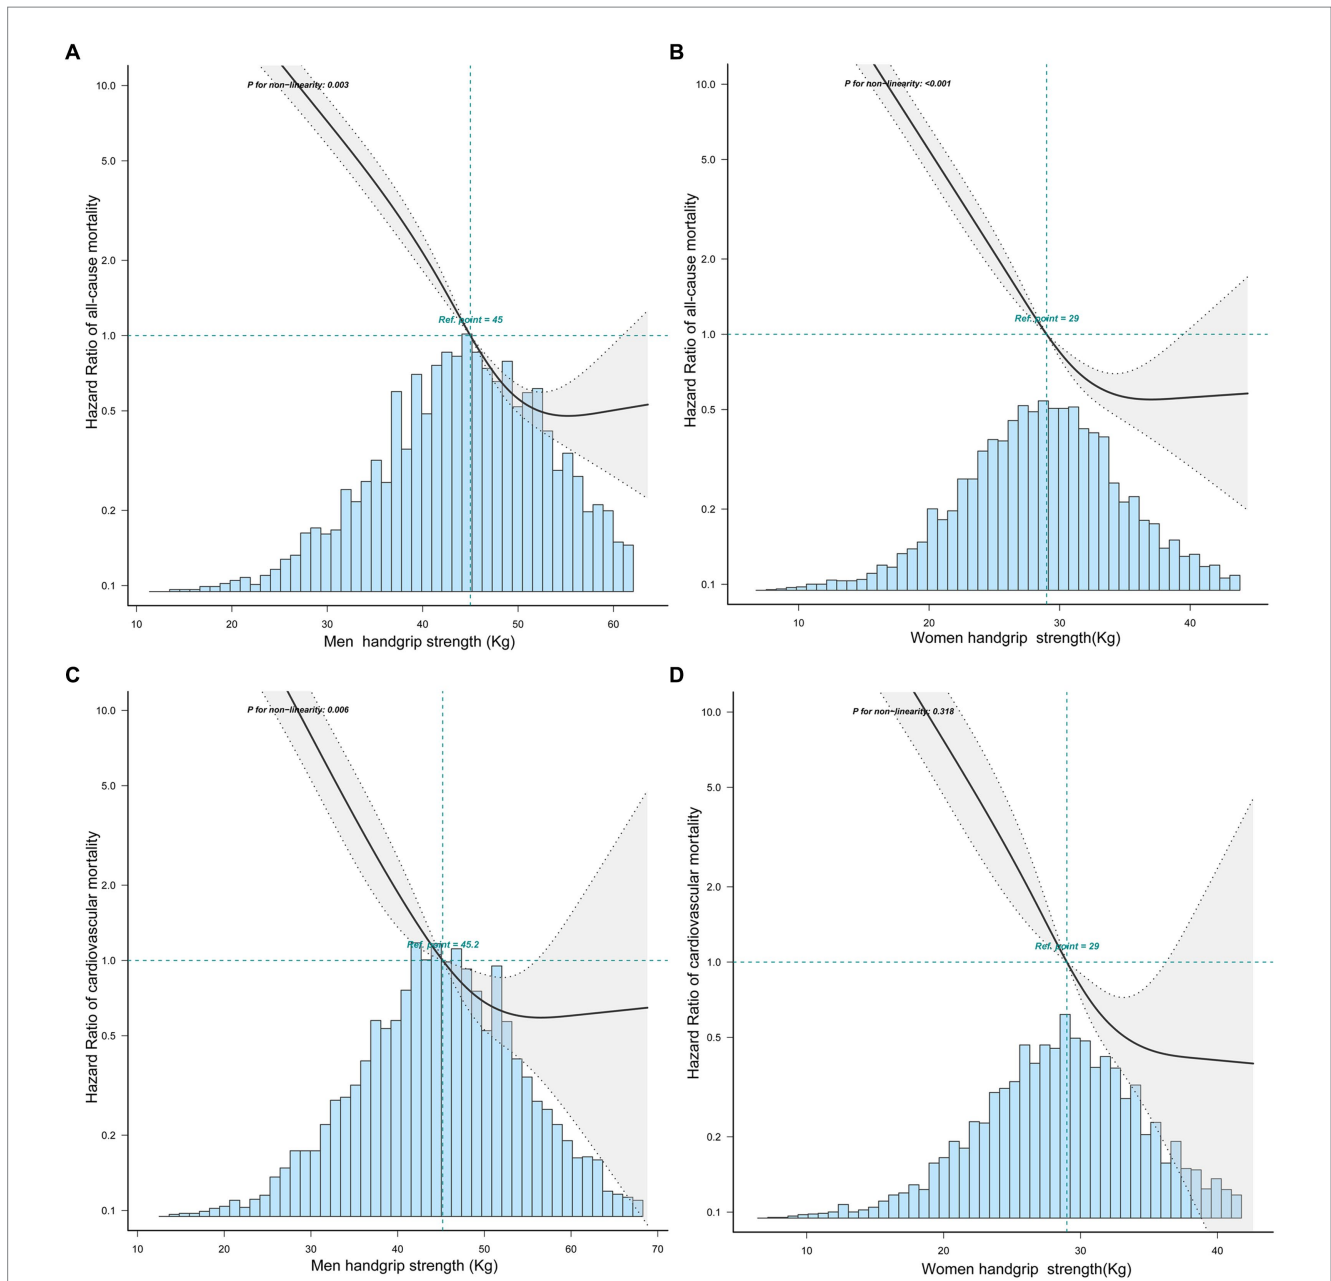 A
P for non−linearity: 0.003
Ref. point = 45
Hazard Ratio of all-cause mortality
10.0
5.0
2.0
1.0
0.5
0.2
0.1
10 20 30 40 50 60
Men handgrip strength (Kg)
B
P for non−linearity: <0.001
Ref. point = 29
Hazard Ratio of all-cause mortality
10.0
5.0
2.0
1.0
0.5
0.2
0.1
10 20 30 40
Women handgrip strength(Kg)
C
P for non−linearity: 0.006
Ref. point = 45.2
Hazard Ratio of cardiovascular mortality
10.0
5.0
2.0
1.0
0.5
0.2
0.1
10 20 30 40 50 60 70
Men handgrip strength (Kg)
D
P for non−linearity: 0.318
Ref. point = 29
Hazard Ratio of cardiovascular mortality
10.0
5.0
2.0
1.0
0.5
0.2
0.1
10 20 30 40
Women handgrip strength(Kg)